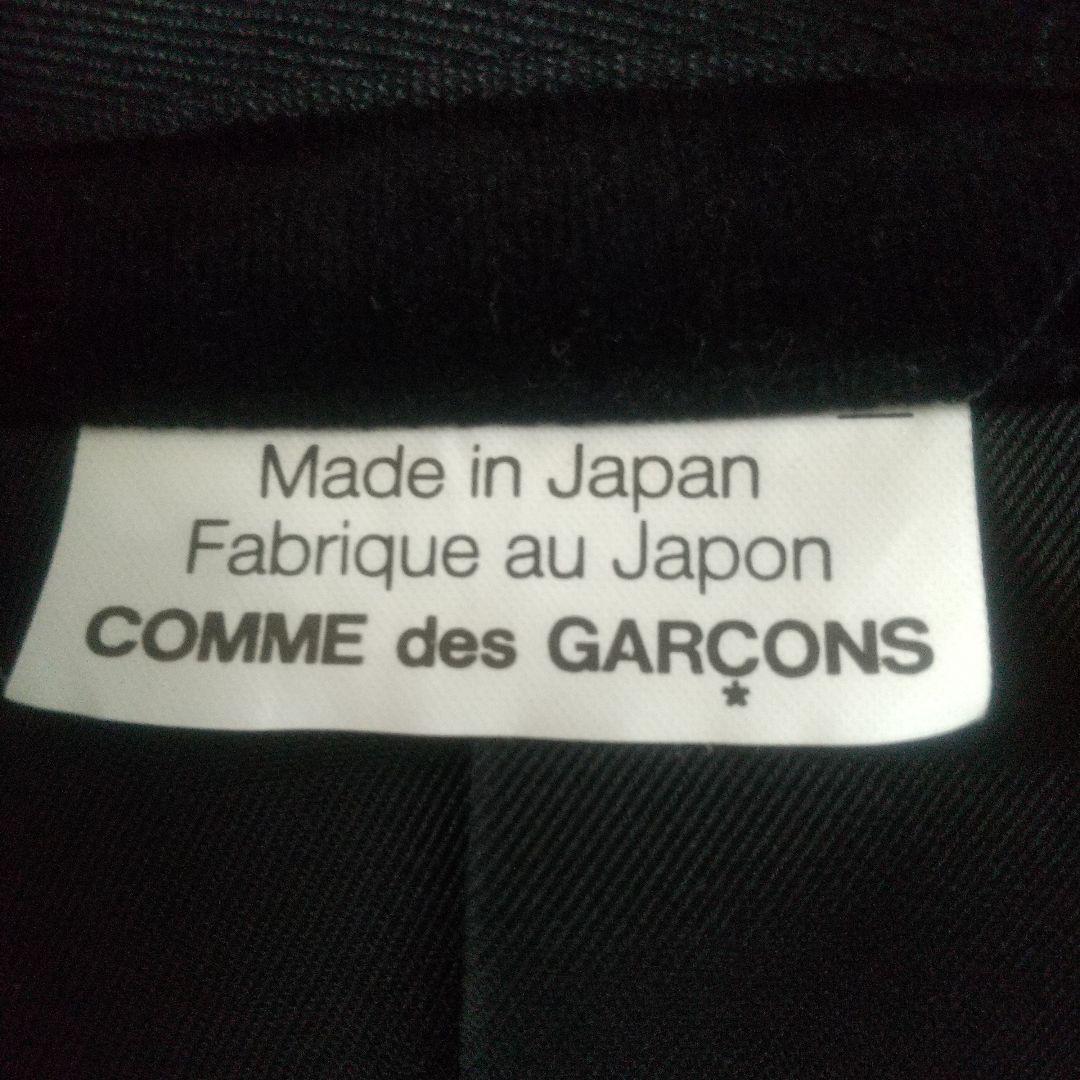 Made in Japan
Fabrique au Japon
COMME des GARÇONS